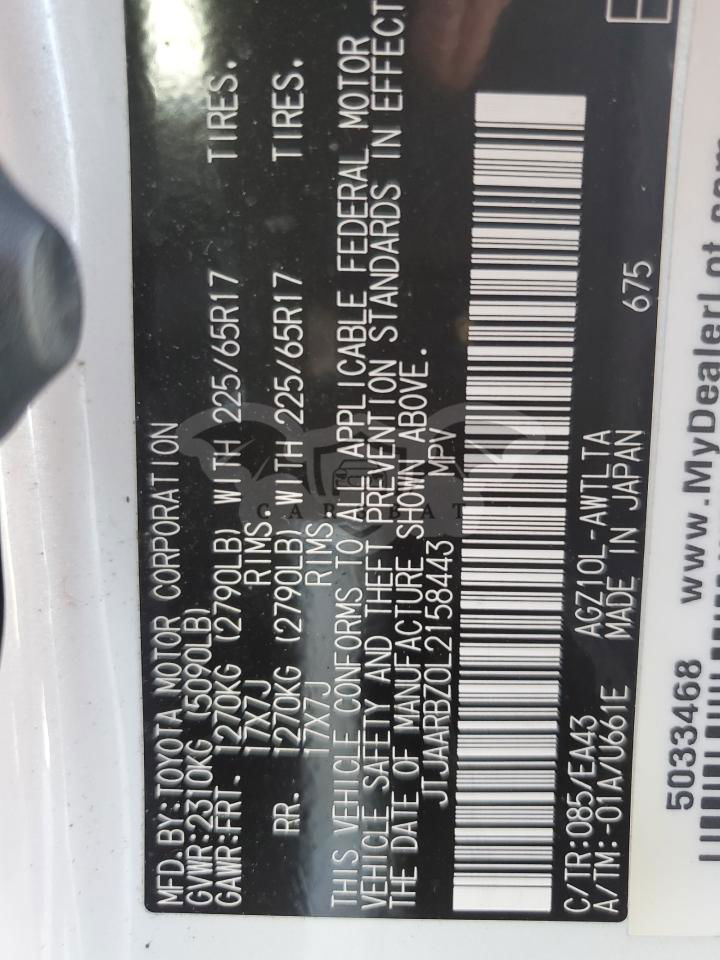 MFD.BY:TOYOTA MOTOR CORPORATION
GVWR:2310KG (5090LB)
GAWR:FRT. 1270KG (2790LB) WITH 225/65R17 TIRES.
17X7J RIMS.
RR. 1270KG (2790LB) WITH 225/65R17 TIRES.
17X7J RIMS.
THIS VEHICLE CONFORMS TO ALL APPLICABLE FEDERAL MOTOR
VEHICLE SAFETY AND THEFT PREVENTION STANDARDS IN EFFECT
THE DATE OF MANUFACTURE SHOWN ABOVE.
JTJAARBZ0L2158443 MPV
C/TR:085/EA43 AGZ10L-AWTLTA
A/TM:-01A/U661E MADE IN JAPAN 675
5033468 www.MyDealerLot.com
CAROBAT